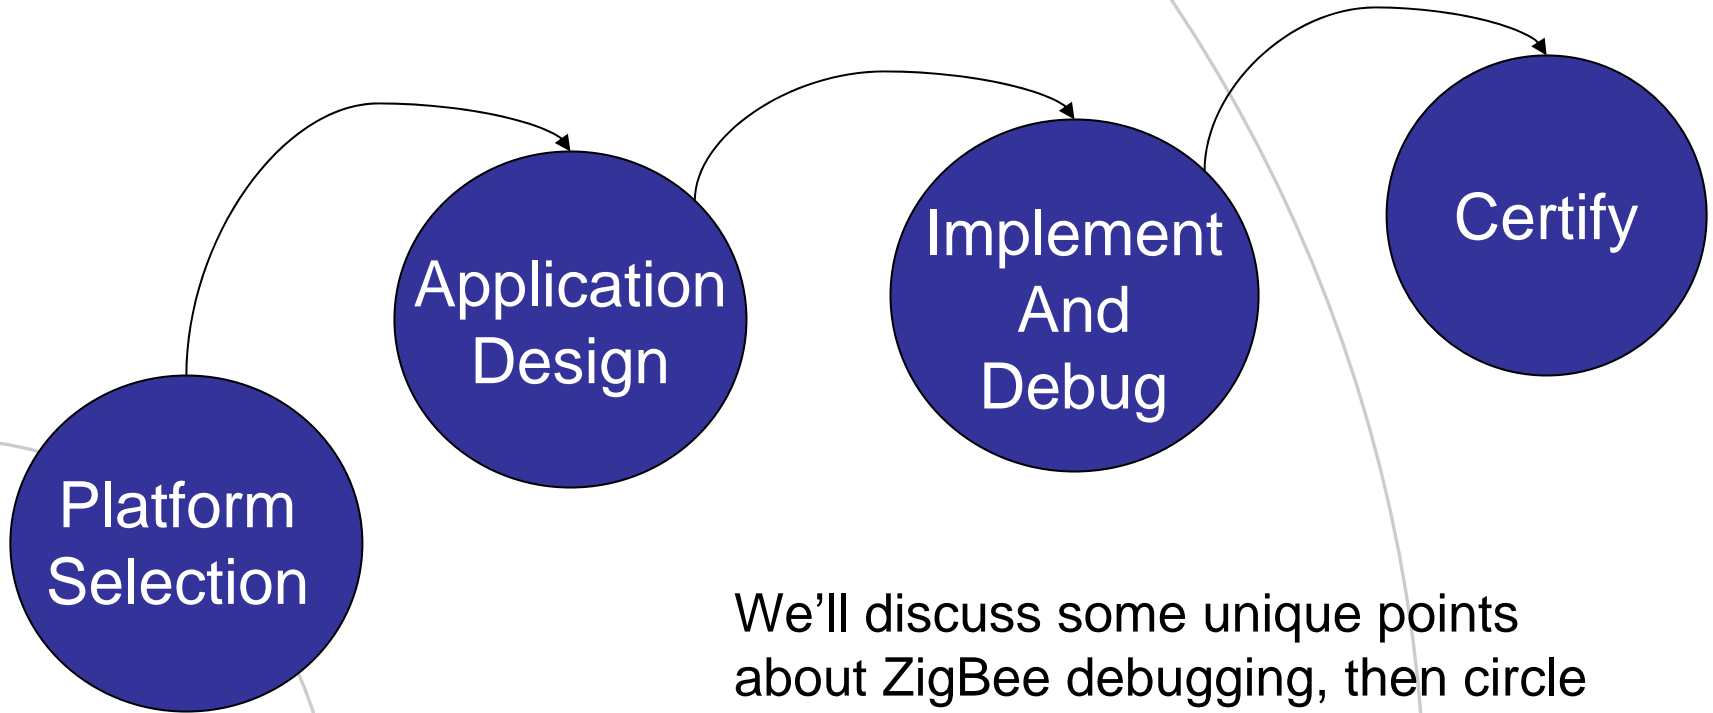 Platform
Selection
Application
Design
Implement
And
Debug
Certify
We’ll discuss some unique points
about ZigBee debugging, then circle